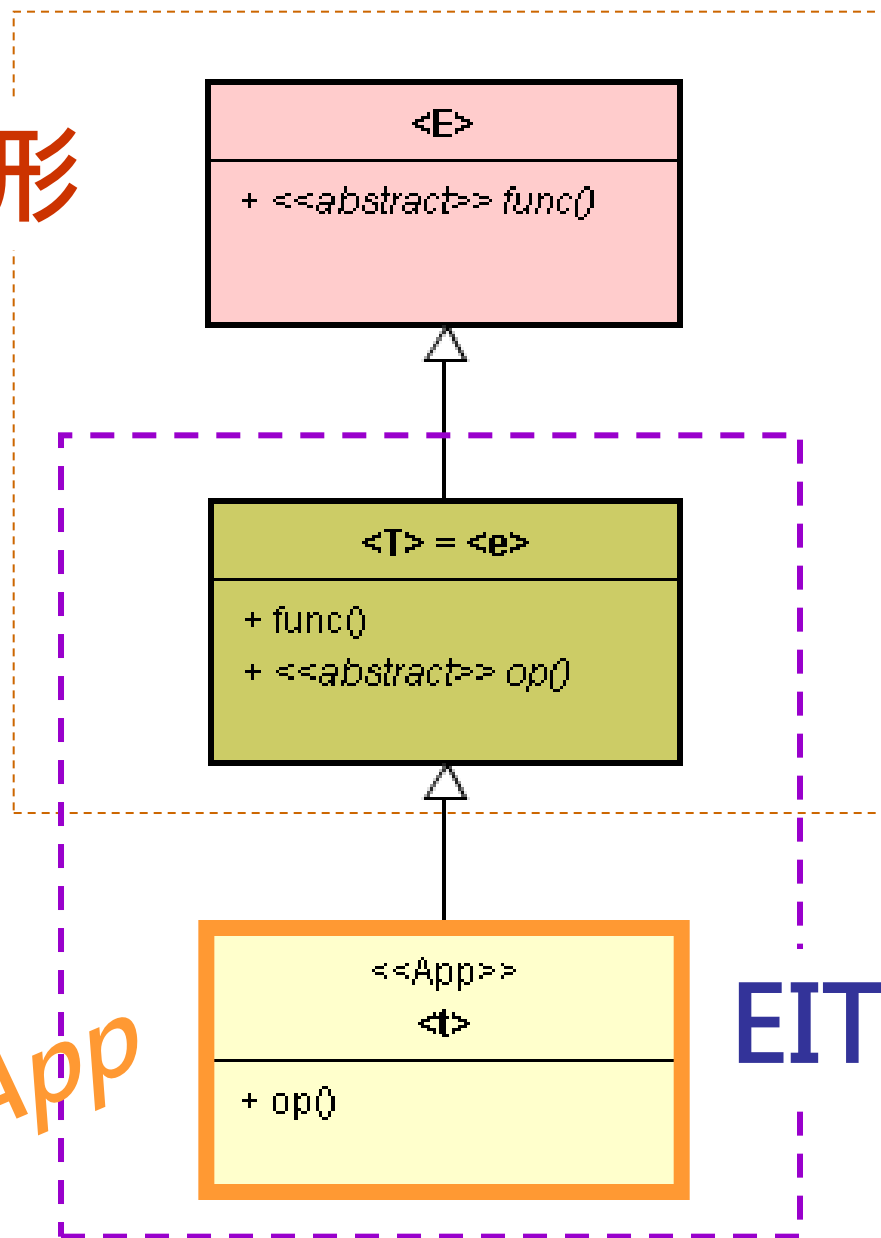 <E>
形
+ <<abstract>> func()
<T> = <e>
+ func()
+ <<abstract>> op()
<<App>>
<t>
EIT
App
+ op()